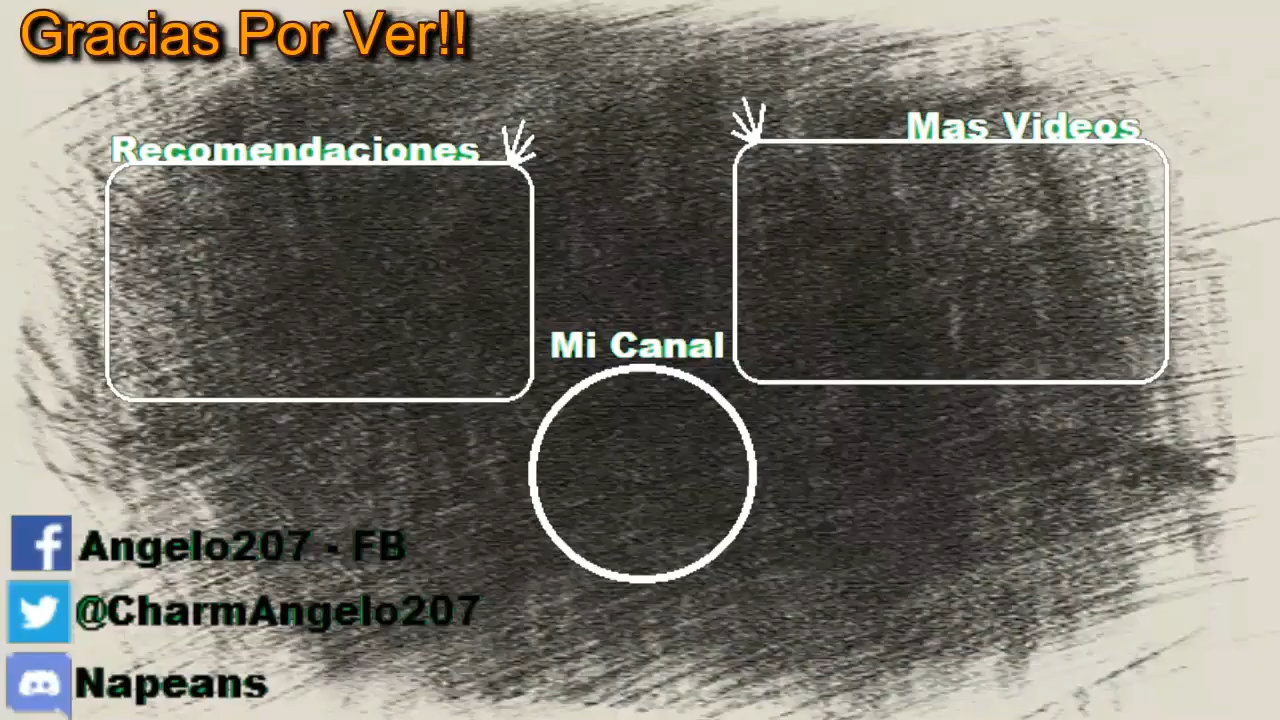 Gracias Por Ver!!
Mas Videos
Recomendaciones
Mi Canal
Angelo207 - FB
@CharmAngelo207
Napeans